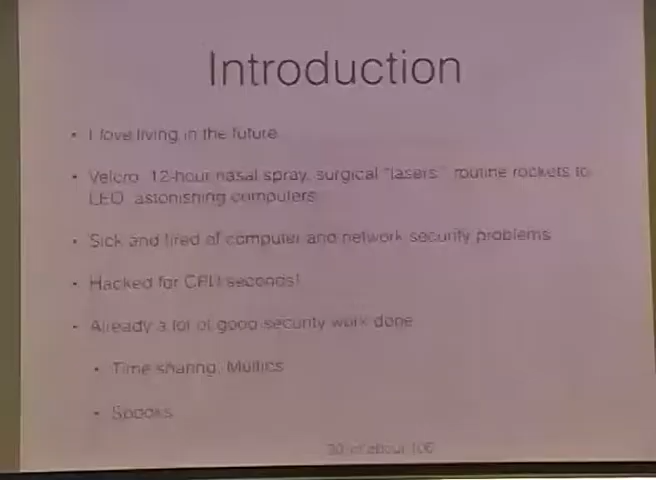 Introduction
• I love living in the future
• Velcro, 12-hour nasal spray, surgical "lasers," routine rockets to
LEO, astonishing computers
• Sick and tired of computer and network security problems
• Hacked for CPU seconds!
• Already a lot of good security work done
• Time sharing, Multics
• Spooks
30 of about 106